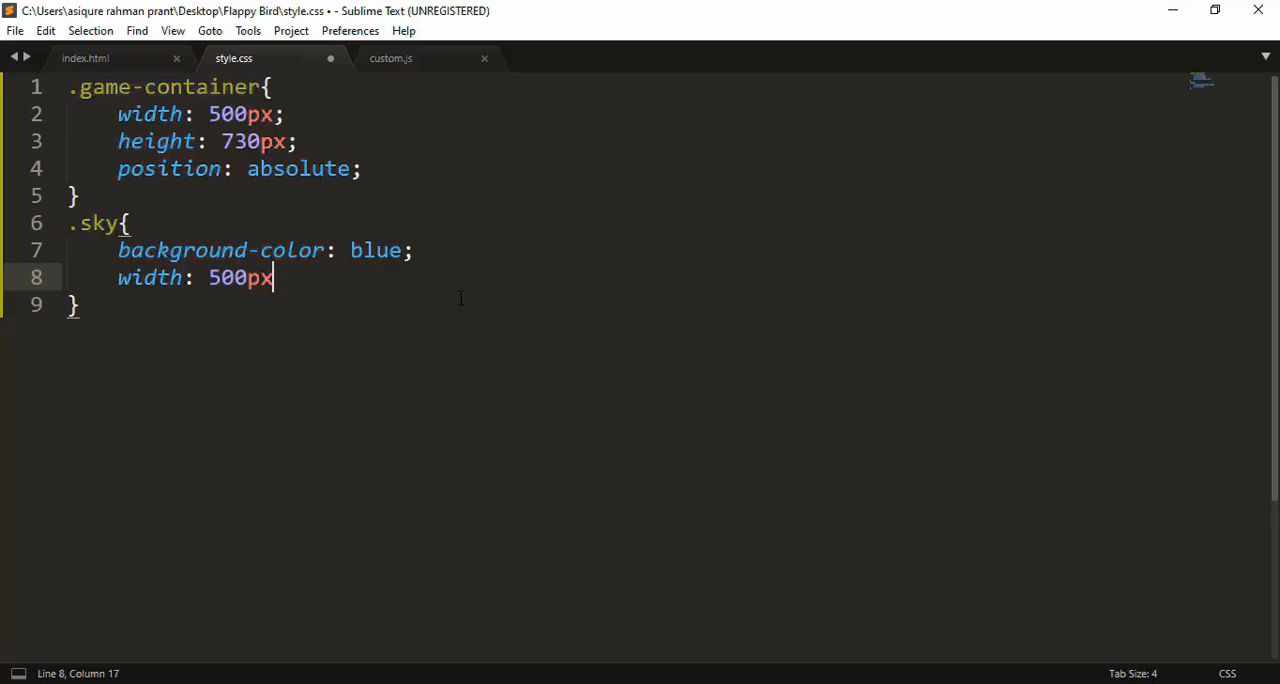 C:\Users\asiqure rahman prant\Desktop\Flappy Bird\style.css • - Sublime Text (UNREGISTERED)
File Edit Selection Find View Goto Tools Project Preferences Help
index.html style.css custom.js
1 .game-container{
2 width: 500px;
3 height: 730px;
4 position: absolute;
5 }
6 .sky{
7 background-color: blue;
8 width: 500px
9 }
Line 8, Column 17 Tab Size: 4 CSS